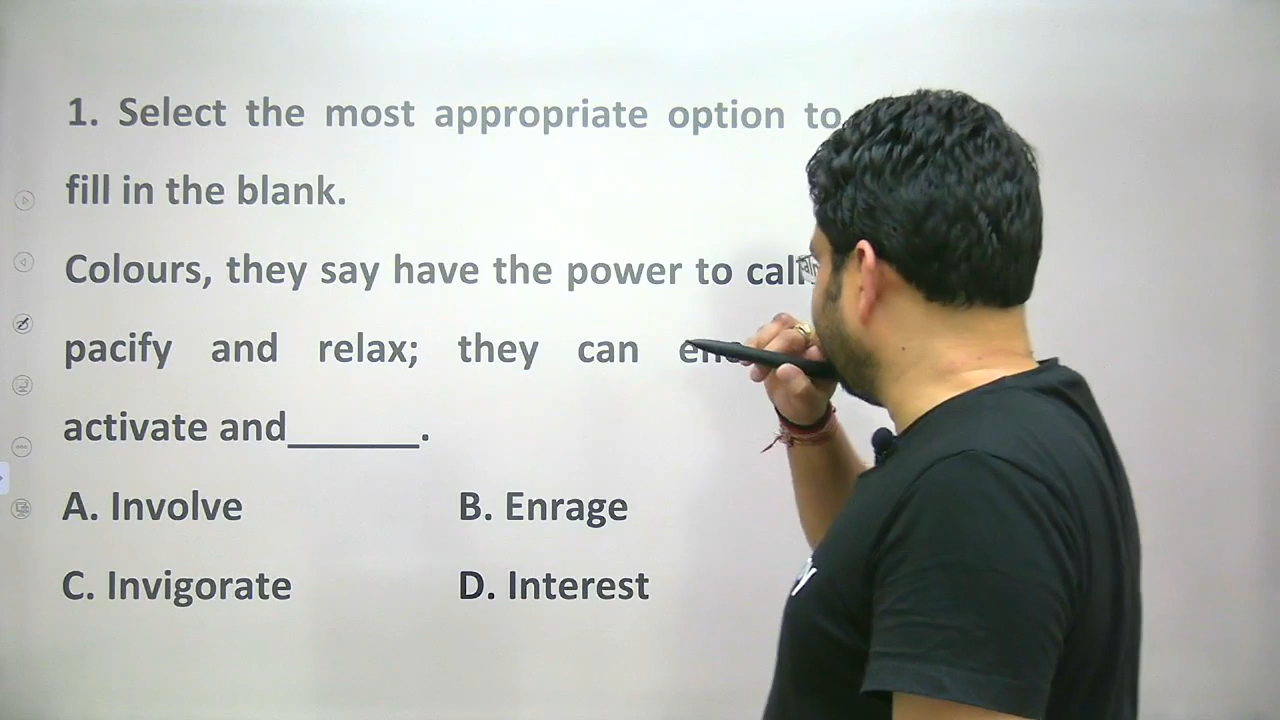 1. Select the most appropriate option to
fill in the blank.
Colours, they say have the power to
pacify and relax; they can
activate and______.
A. Involve
B. Enrage
C. Invigorate
D. Interest